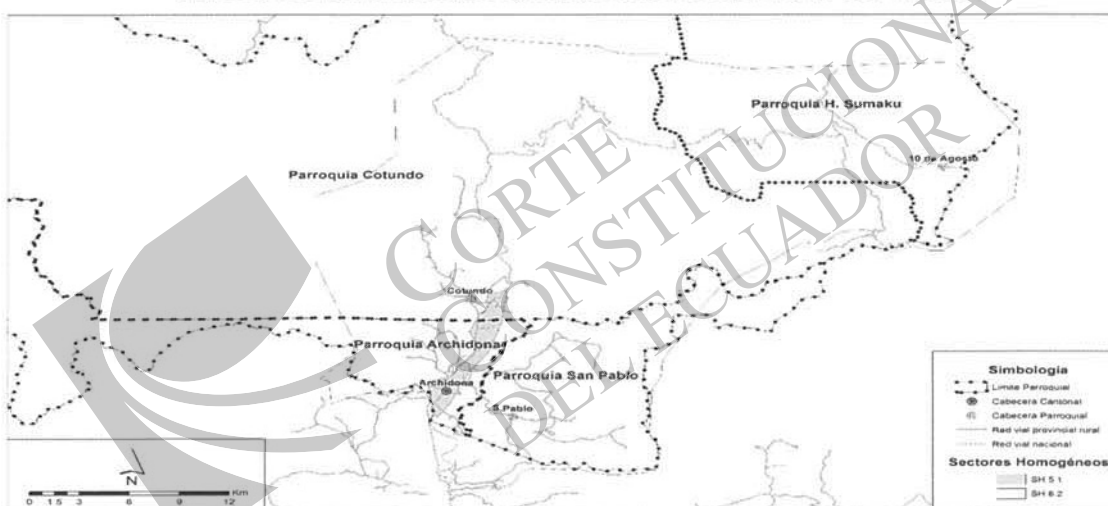 CORTE
CONSTITUCIONAL
DEL ECUADOR
Parroquia H. Sumaku
10 de Agosto
Parroquia Cotundo
Cotundo
Parroquia Archidona
Parroquia San Pablo
Archidona
S.Pablo
N
0 1.5 3 6 9 12 Km
Simbología
Límite Parroquial
Cabecera Cantonal
Cabecera Parroquial
Red vial provincial rural
Red vial nacional
Sectores Homogéneos
SH 5.1
SH 6.2